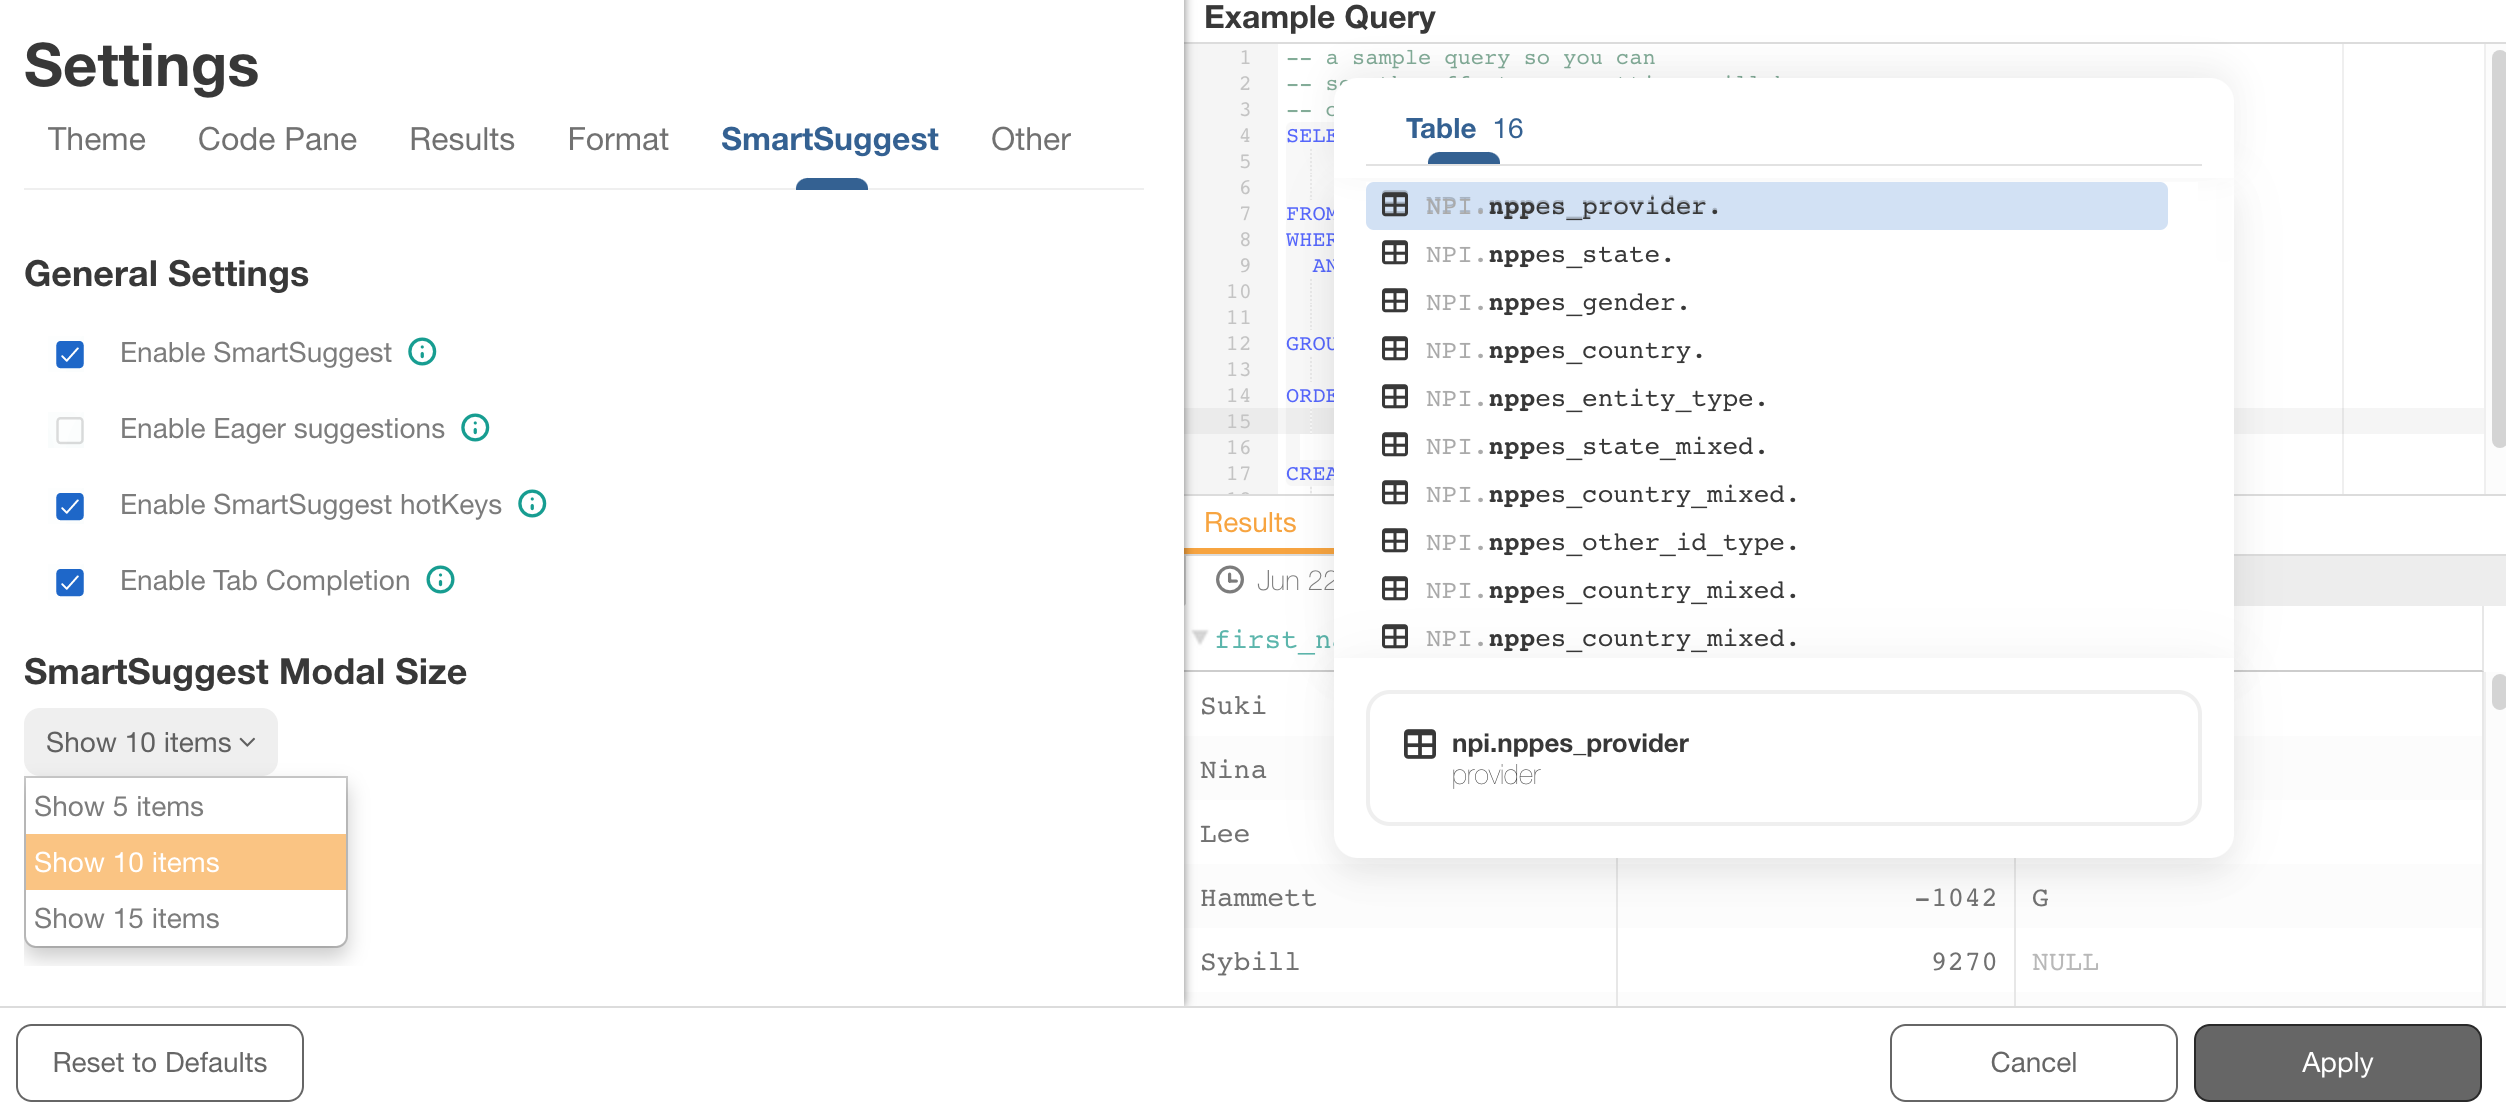 Settings
Theme Code Pane Results Format SmartSuggest Other
General Settings
Enable SmartSuggest
Enable Eager suggestions
Enable SmartSuggest hotKeys
Enable Tab Completion
SmartSuggest Modal Size
Show 10 items
Show 5 items
Show 10 items
Show 15 items
Example Query
1 -- a sample query so you can
2 --
3 --
4 SELE
5
6
7 FROM
8 WHER
9 AN
10
11
12 GROU
13
14 ORDE
15
16
17 CREA
Table 16
NPI.nppes_provider.
NPI.nppes_state.
NPI.nppes_gender.
NPI.nppes_country.
NPI.nppes_entity_type.
NPI.nppes_state_mixed.
NPI.nppes_country_mixed.
NPI.nppes_other_id_type.
NPI.nppes_country_mixed.
NPI.nppes_country_mixed.
npi.nppes_provider
provider
Results
Jun 22
first_na
Suki
Nina
Lee
Hammett -1042 G
Sybill 9270 NULL
Reset to Defaults Cancel Apply